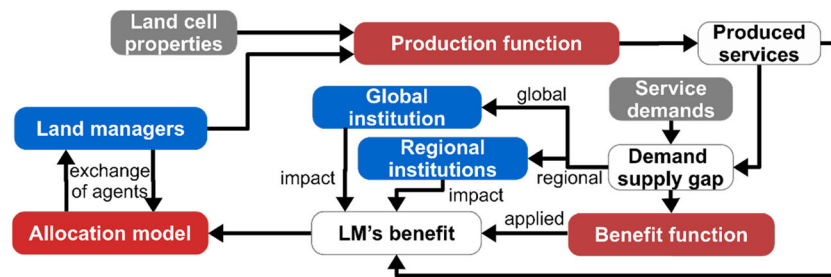 Land cell
properties
Production function
Produced
services
Global
institution
global
Service
demands
Land managers
Regional
institutions
regional
Demand
supply gap
exchange
of agents
impact
impact
Allocation model
LM's benefit
applied
Benefit function